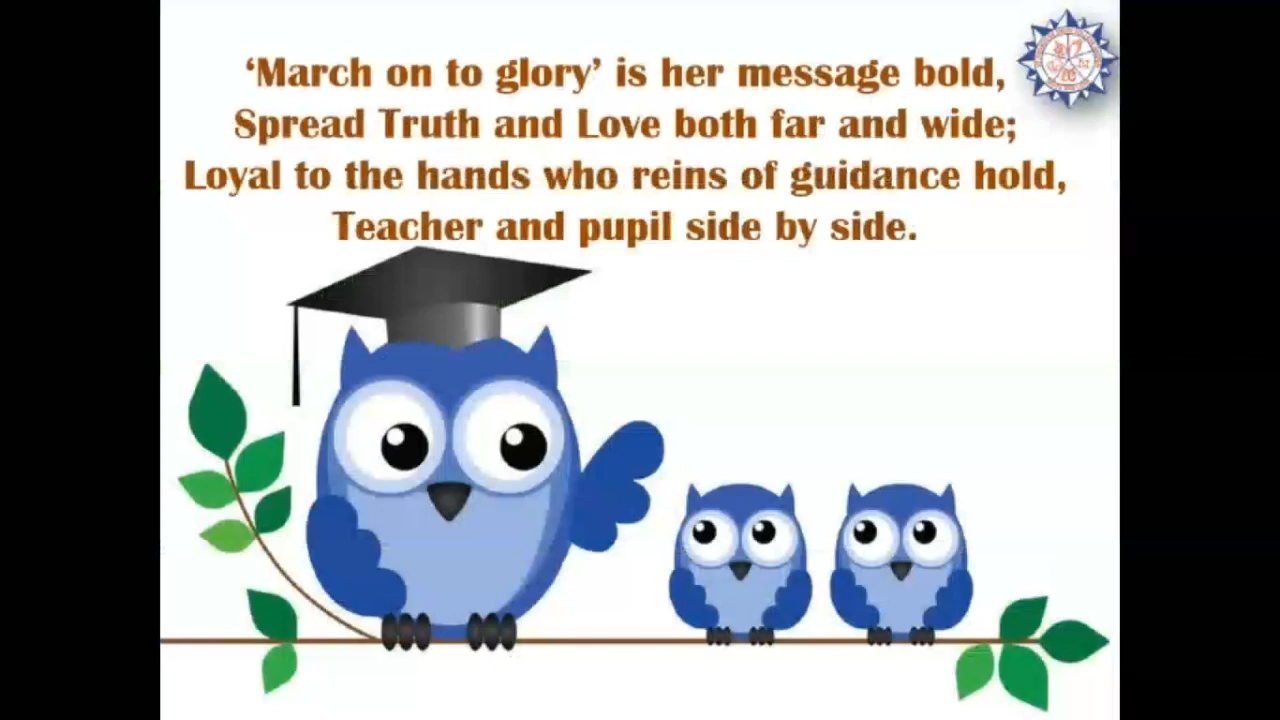 ‘March on to glory’ is her message bold,
Spread Truth and Love both far and wide;
Loyal to the hands who reins of guidance hold,
Teacher and pupil side by side.